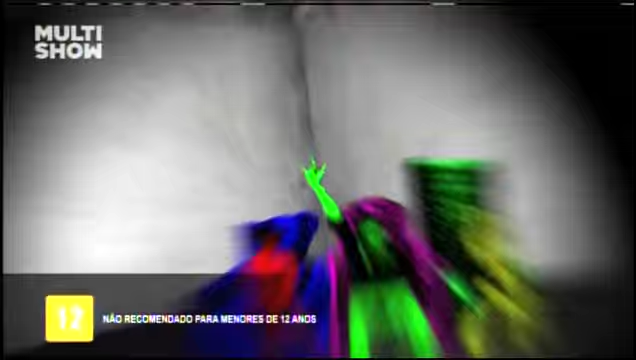 MULTI
SHOW
12
NÃO RECOMENDADO PARA MENORES DE 12 ANOS